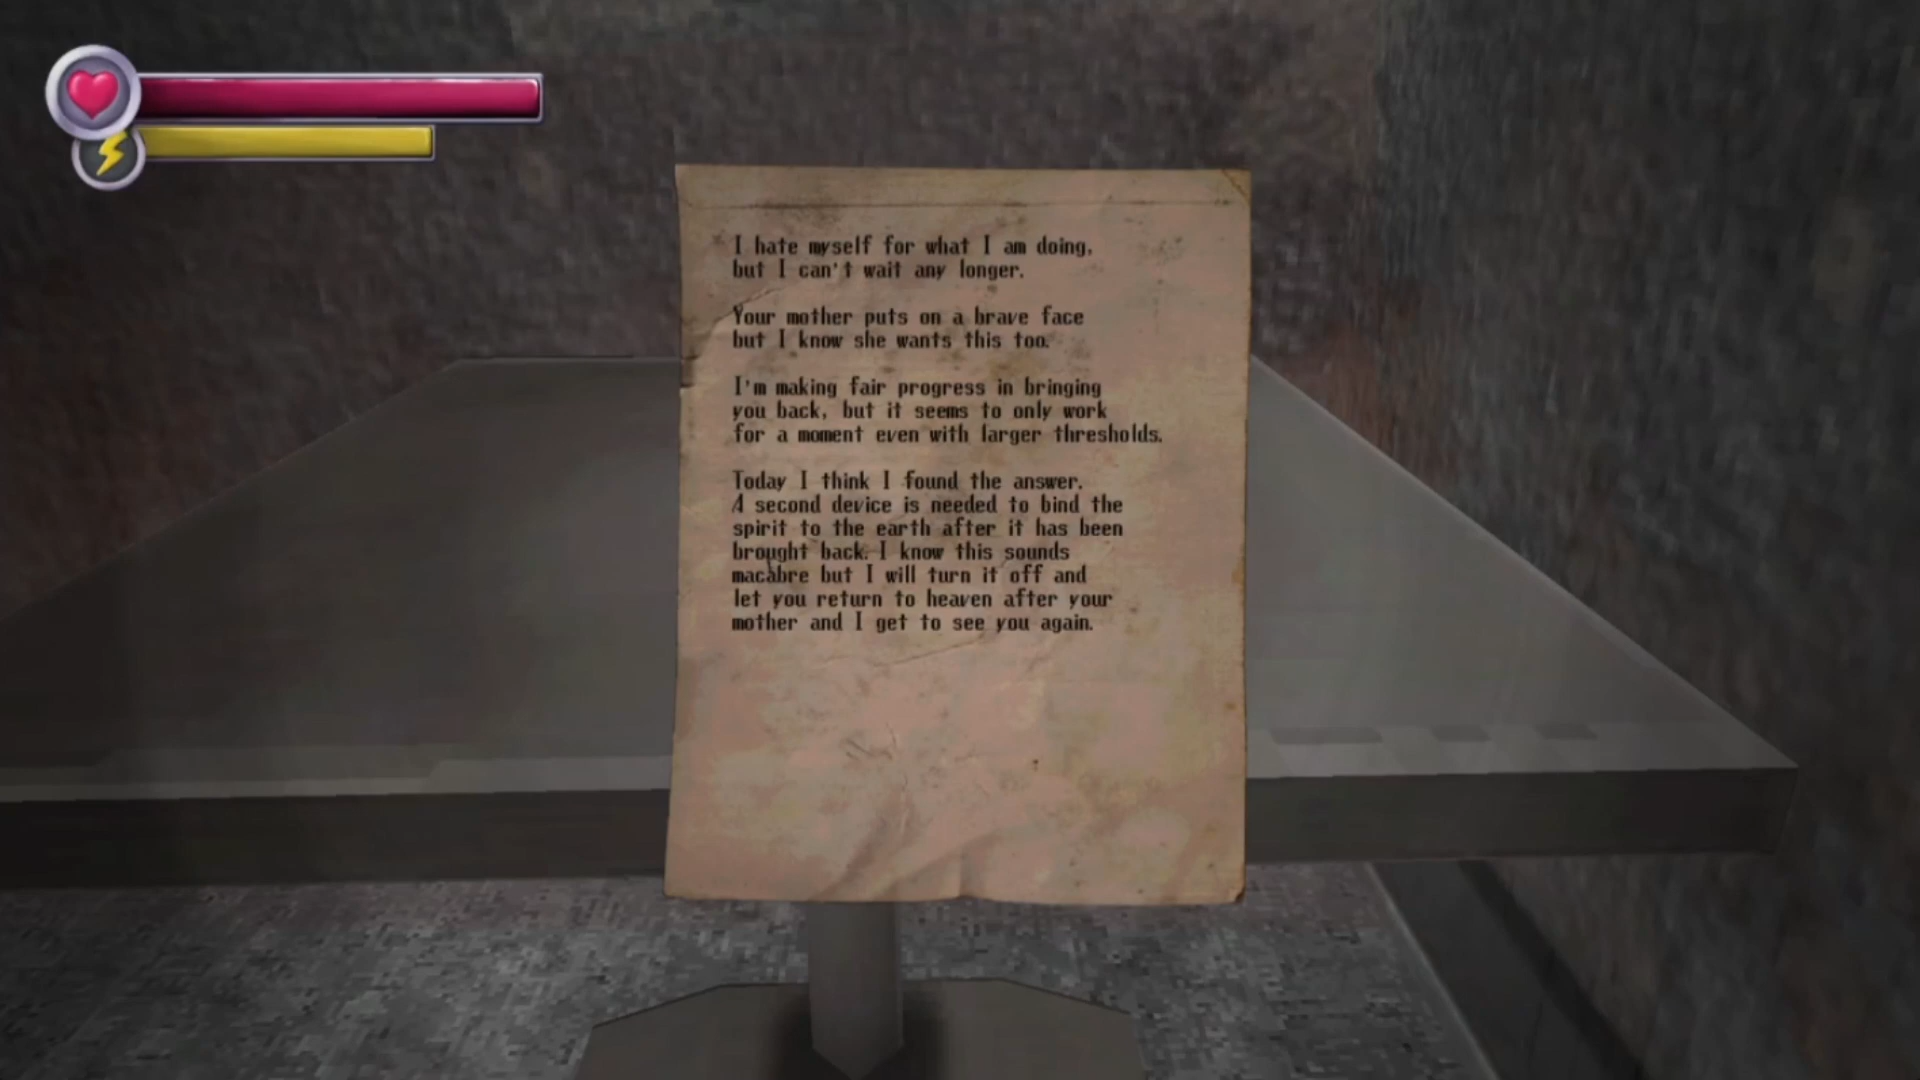 I hate myself for what I am doing,
but I can't wait any longer.
Your mother puts on a brave face
but I know she wants this too.
I'm making fair progress in bringing
you back, but it seems to only work
for a moment even with larger thresholds.
Today I think I found the answer.
A second device is needed to bind the
spirit to the earth after it has been
brought back. I know this sounds
macabre but I will turn it off and
let you return to heaven after your
mother and I get to see you again.